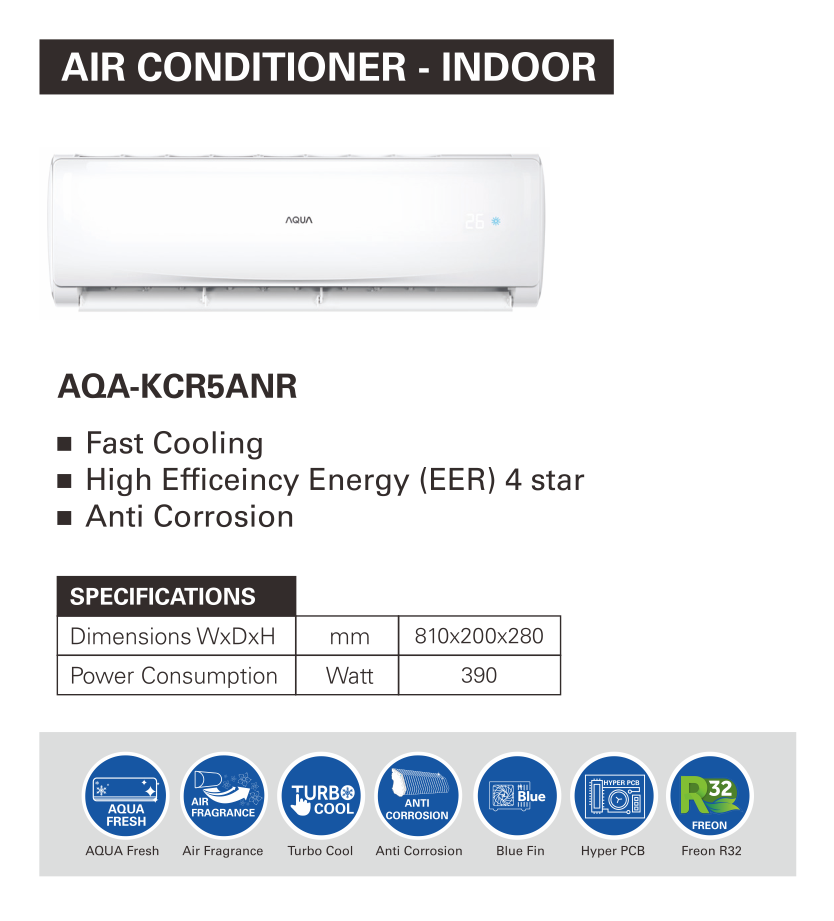 AIR CONDITIONER - INDOOR
AQUA
26
AQA-KCR5ANR
■ Fast Cooling
■ High Efficeincy Energy (EER) 4 star
■ Anti Corrosion
SPECIFICATIONS
Dimensions WxDxH mm 810x200x280
Power Consumption Watt 390
AQUA
FRESH
AIR
FRAGRANCE
TURBO
COOL
ANTI
CORROSION
Blue
HYPER PCB
R32
FREON
AQUA Fresh Air Fragrance Turbo Cool Anti Corrosion Blue Fin Hyper PCB Freon R32